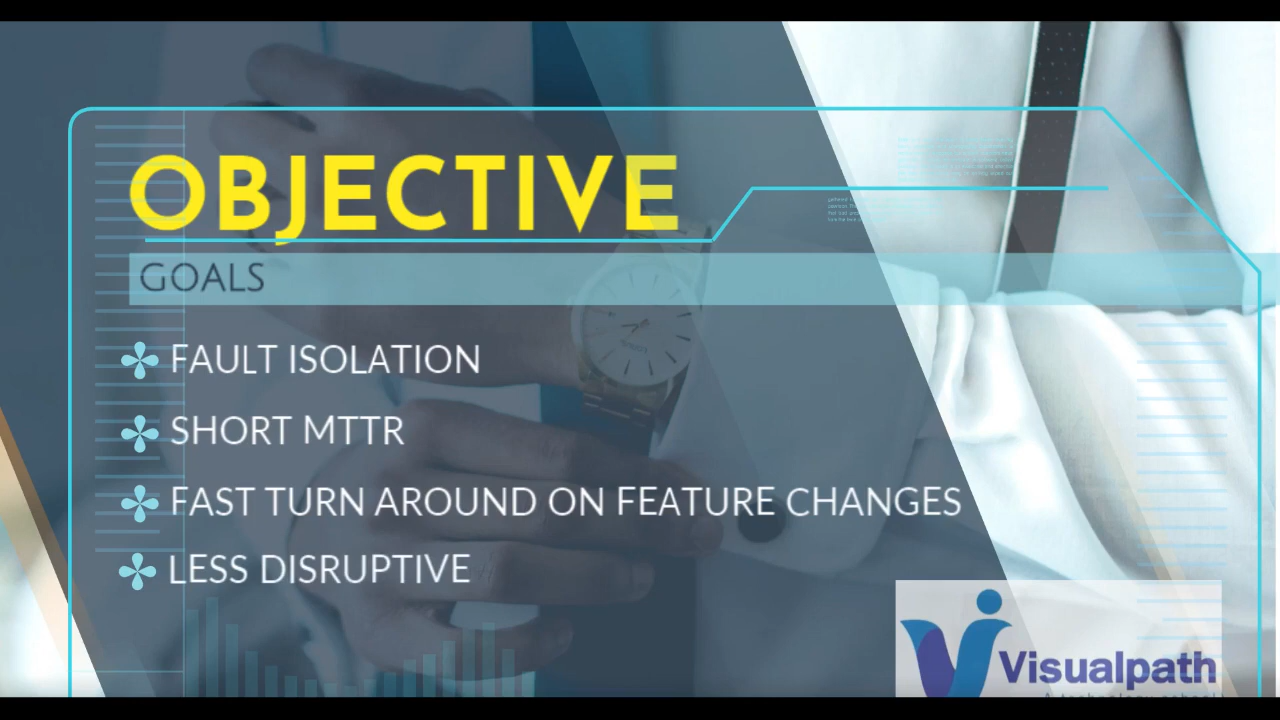 OBJECTIVE
GOALS
FAULT ISOLATION
SHORT MTTR
FAST TURN AROUND ON FEATURE CHANGES
LESS DISRUPTIVE
Visualpath